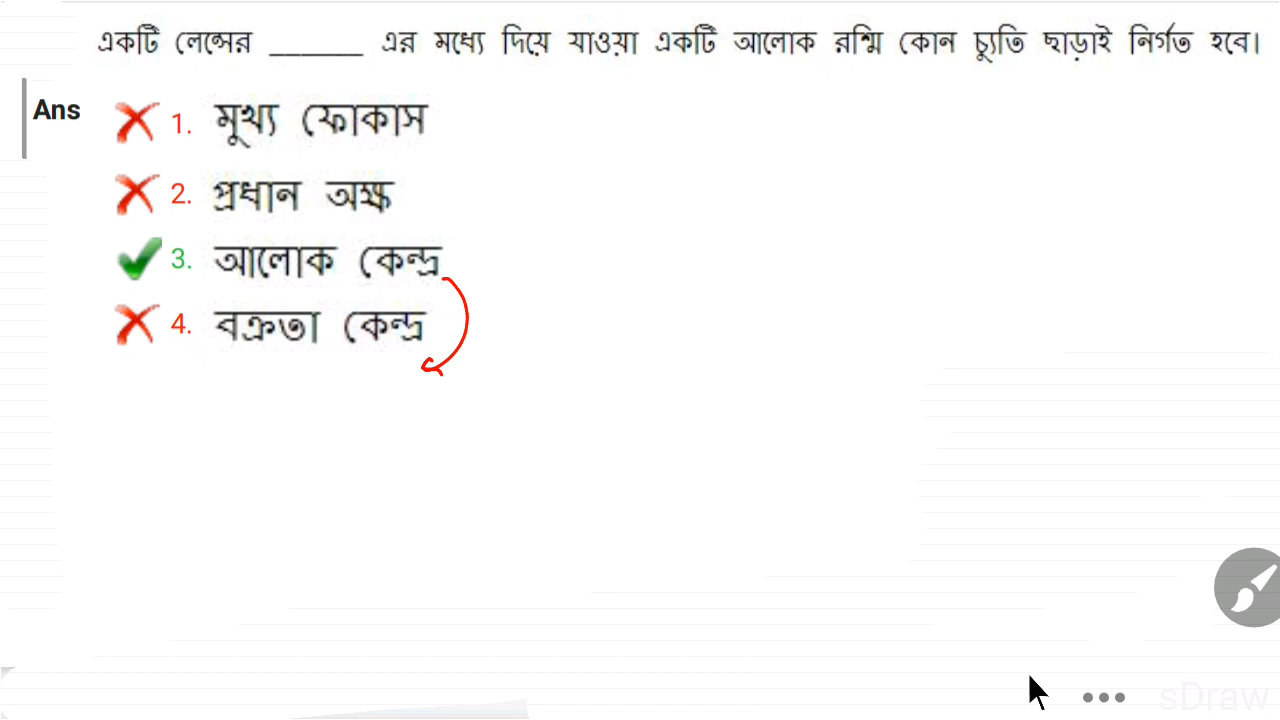 একটি লেন্সের ______ এর মধ্যে দিয়ে যাওয়া একটি আলোক রশ্মি কোন চ্যুতি ছাড়াই নির্গত হবে।
Ans
1. মুখ্য ফোকাস
2. প্রধান অক্ষ
3. আলোক কেন্দ্র
4. বক্রতা কেন্দ্র
sDraw